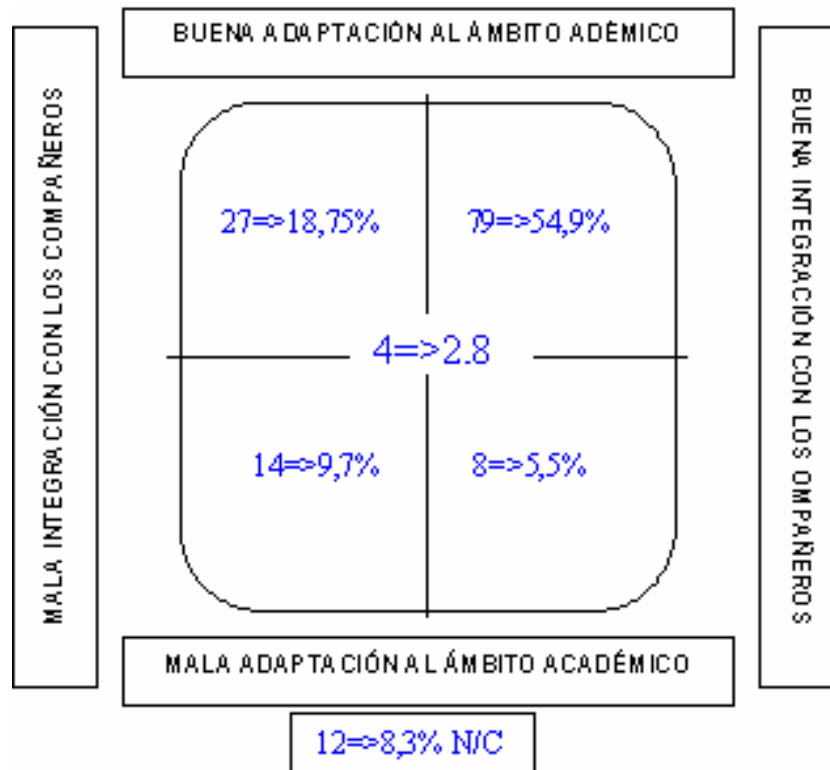 BUENA ADAPTACIÓN AL ÁMBITO ADÉMICO
MALA INTEGRACIÓN CON LOS COMPAÑEROS
BUENA INTEGRACIÓN CON LOS OMPAÑEROS
27=>18,75%
79=>54,9%
4=>2.8
14=>9,7%
8=>5,5%
MALA ADAPTACIÓN AL ÁMBITO ACADÉMICO
12=>8,3% N/C